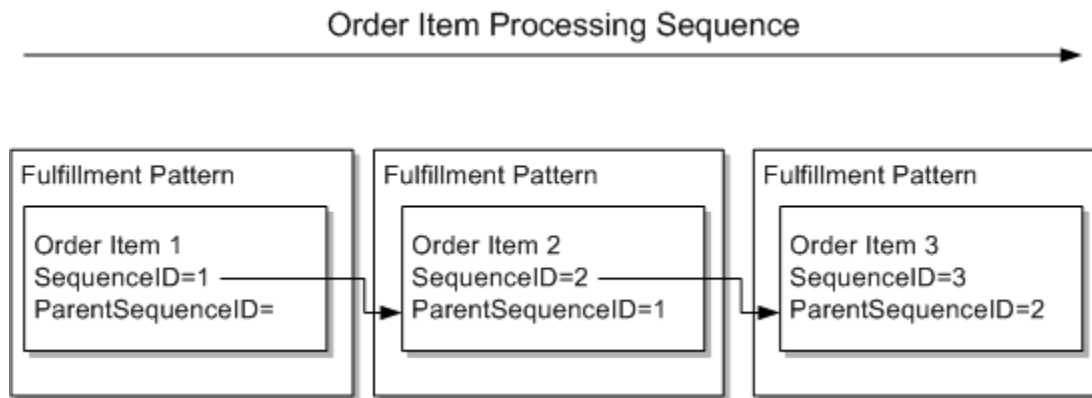 Order Item Processing Sequence
Fulfillment Pattern
Order Item 1
SequenceID=1
ParentSequenceID=
Fulfillment Pattern
Order Item 2
SequenceID=2
ParentSequenceID=1
Fulfillment Pattern
Order Item 3
SequenceID=3
ParentSequenceID=2